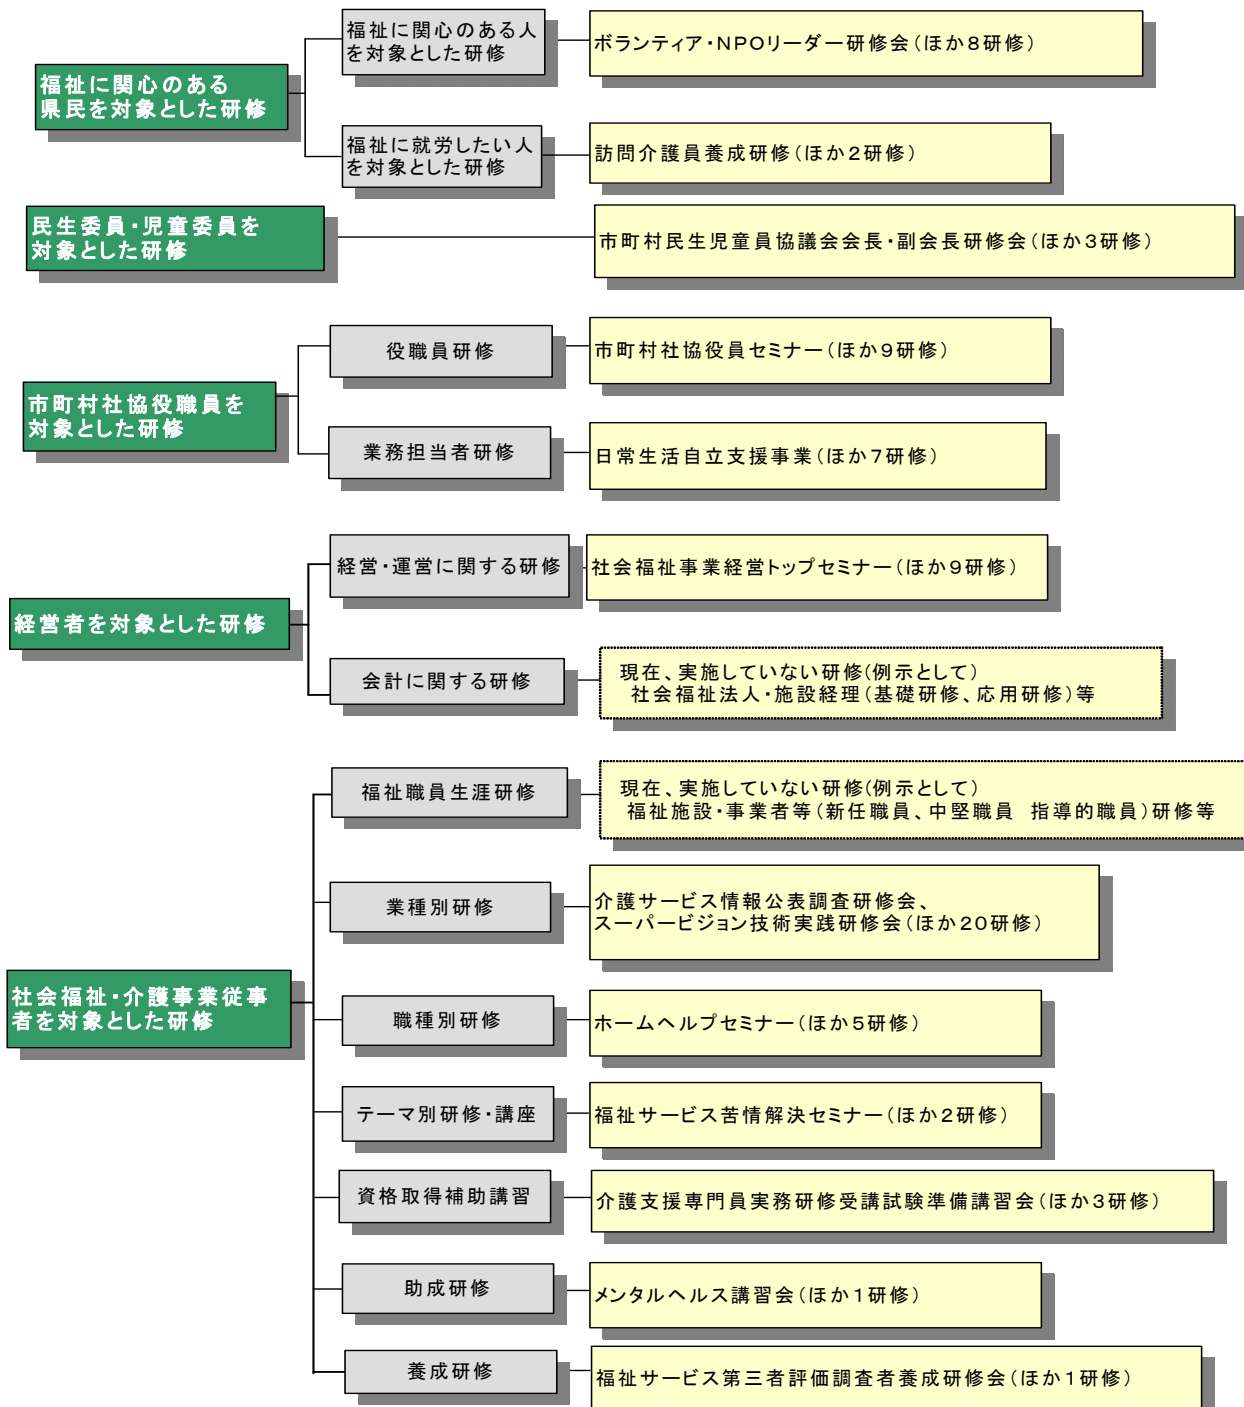 福祉に関心のある
県民を対象とした研修
福祉に関心のある人
を対象とした研修
ボランティア・NPOリーダー研修会(ほか8研修)
福祉に就労したい人
を対象とした研修
訪問介護員養成研修(ほか2研修)
民生委員・児童委員を
対象とした研修
市町村民生児童員協議会会長・副会長研修会(ほか3研修)
市町村社協役職員を
対象とした研修
役職員研修
市町村社協役員セミナー(ほか9研修)
業務担当者研修
日常生活自立支援事業(ほか7研修)
経営者を対象とした研修
経営・運営に関する研修
社会福祉事業経営トップセミナー(ほか9研修)
会計に関する研修
現在、実施していない研修(例示として)
社会福祉法人・施設経理(基礎研修、応用研修)等
社会福祉・介護事業従事
者を対象とした研修
福祉職員生涯研修
現在、実施していない研修(例示として)
福祉施設・事業者等(新任職員、中堅職員 指導的職員)研修等
業種別研修
介護サービス情報公表調査研修会、
スーパービジョン技術実践研修会(ほか20研修)
職種別研修
ホームヘルプセミナー(ほか5研修)
テーマ別研修・講座
福祉サービス苦情解決セミナー(ほか2研修)
資格取得補助講習
介護支援専門員実務研修受講試験準備講習会(ほか3研修)
助成研修
メンタルヘルス講習会(ほか1研修)
養成研修
福祉サービス第三者評価調査者養成研修会(ほか1研修)